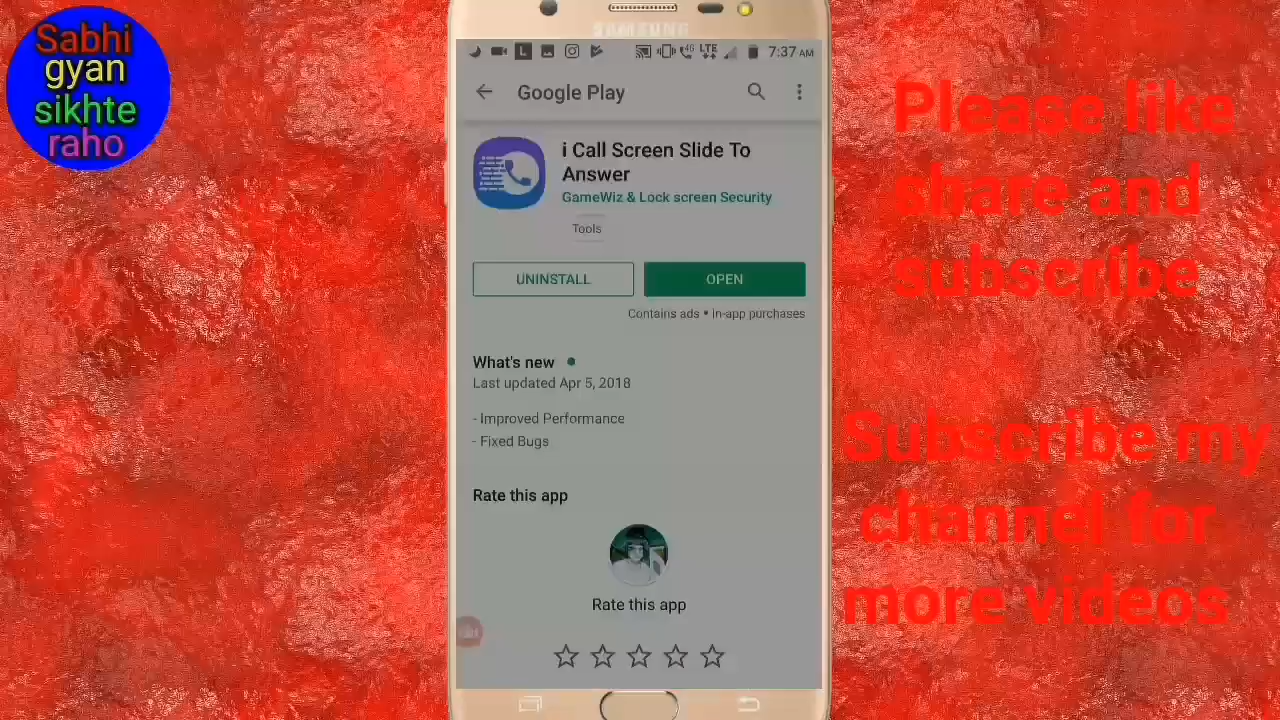 Sabhi
gyan
sikhte
raho
SAMSUNG
LTE
7:37 AM
Google Play
i Call Screen Slide To
Answer
GameWiz & Lock screen Security
Tools
UNINSTALL
OPEN
Contains ads • In-app purchases
What's new
Last updated Apr 5, 2018
- Improved Performance
- Fixed Bugs
Rate this app
Rate this app
Please like
share and
subscribe
Subscribe my
channel for
more videos